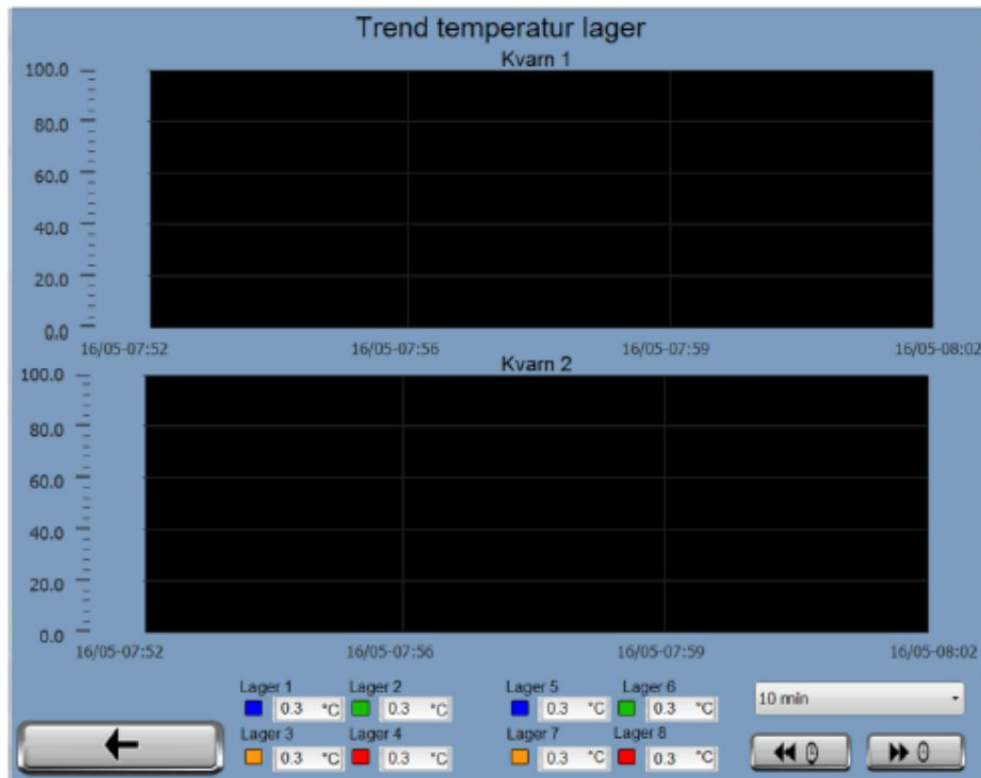 Trend temperatur lager
Kvarn 1
100.0
80.0
60.0
40.0
20.0
0.0
16/05-07:52 16/05-07:56 16/05-07:59 16/05-08:02
Kvarn 2
100.0
80.0
60.0
40.0
20.0
0.0
16/05-07:52 16/05-07:56 16/05-07:59 16/05-08:02
Lager 1 Lager 2 Lager 5 Lager 6
0.3 °C 0.3 °C 0.3 °C 0.3 °C
10 min
Lager 3 Lager 4 Lager 7 Lager 8
0.3 °C 0.3 °C 0.3 °C 0.3 °C